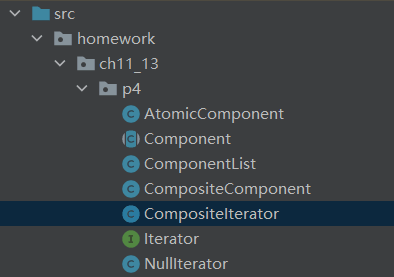 src
homework
ch11_13
p4
AtomicComponent
Component
ComponentList
CompositeComponent
CompositeIterator
Iterator
NullIterator